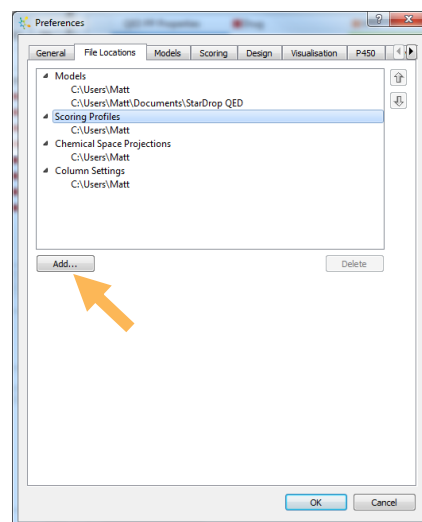 Preferences
General File Locations Models Scoring Design Visualisation P450
Models
C:\Users\Matt
C:\Users\Matt\Documents\StarDrop QED
Scoring Profiles
C:\Users\Matt
Chemical Space Projections
C:\Users\Matt
Column Settings
C:\Users\Matt
Add... Delete
OK Cancel